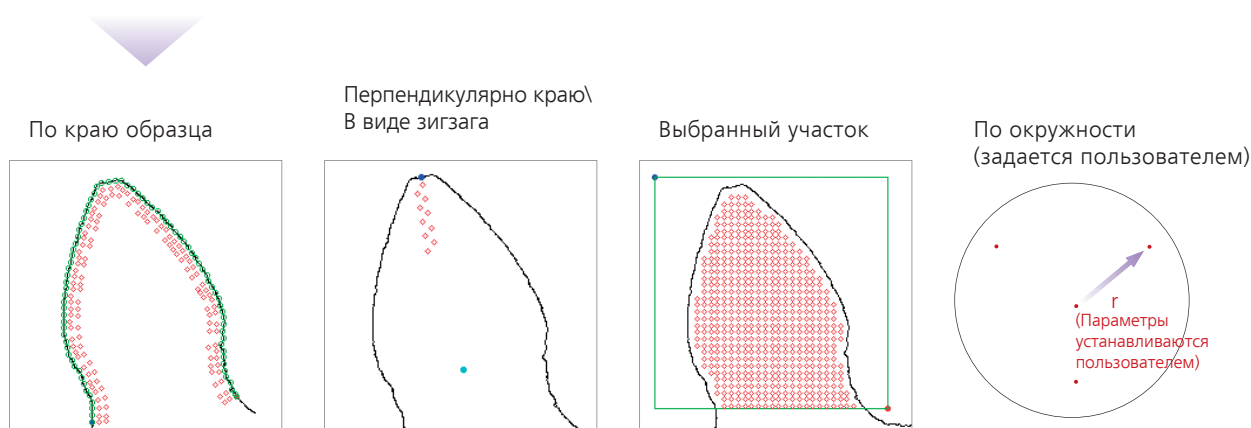 По краю образца
Перпендикулярно краю\
В виде зигзага
Выбранный участок
По окружности
(задается пользователем)
r
(Параметры
устанавливаются
пользователем)